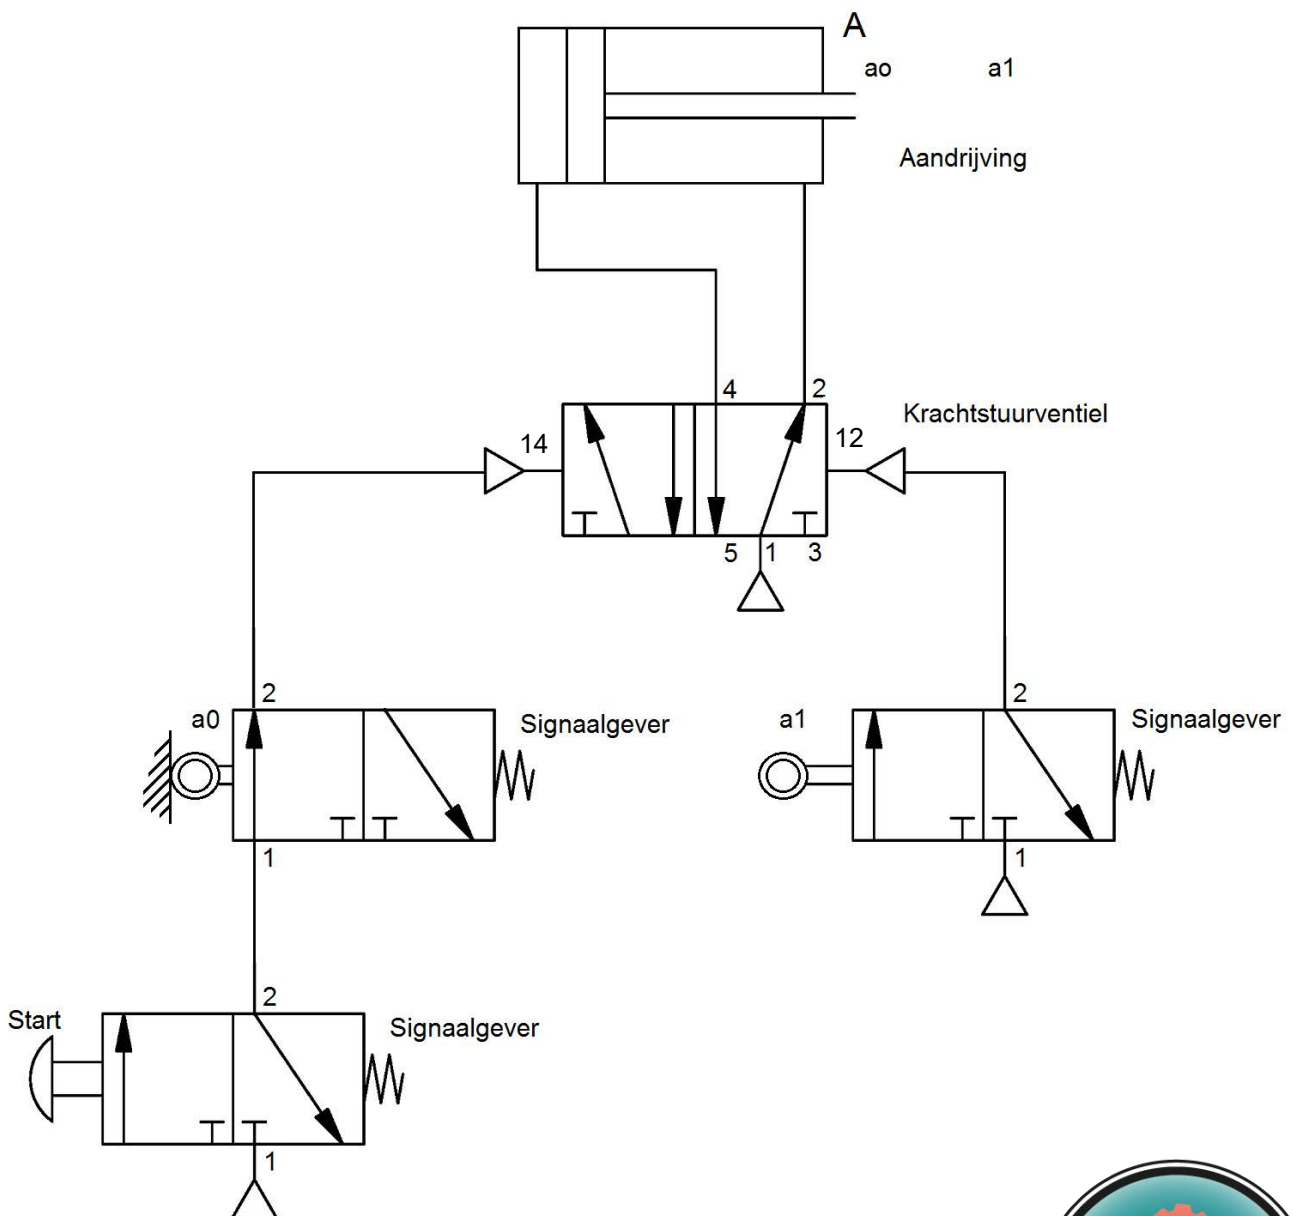 A
ao
a1
Aandrijving
4
2
Krachtstuurventiel
14
12
5
1
3
2
a0
Signaalgever
1
2
a1
Signaalgever
1
2
Start
Signaalgever
1